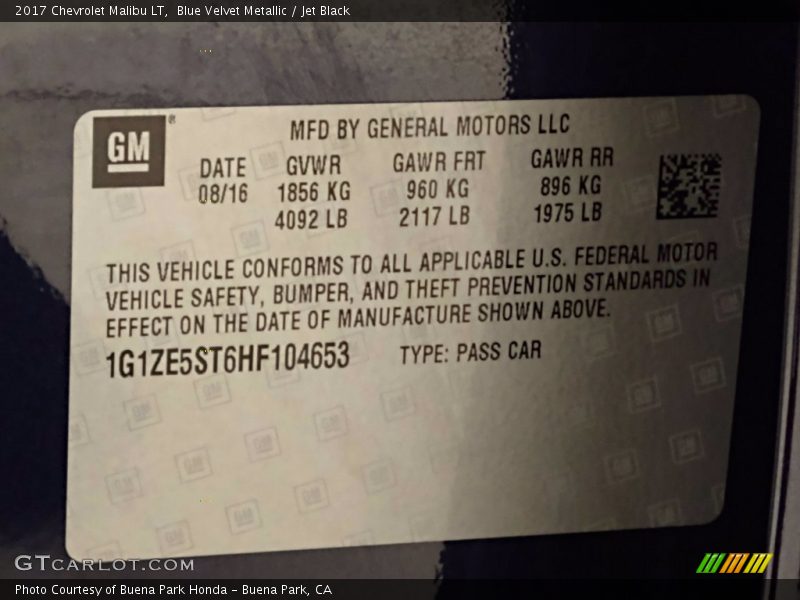 2017 Chevrolet Malibu LT,  Blue Velvet Metallic / Jet Black
GM®
MFD BY GENERAL MOTORS LLC
DATE GVWR GAWR FRT GAWR RR
08/16 1856 KG 960 KG 896 KG
4092 LB 2117 LB 1975 LB
THIS VEHICLE CONFORMS TO ALL APPLICABLE U.S. FEDERAL MOTOR
VEHICLE SAFETY, BUMPER, AND THEFT PREVENTION STANDARDS IN
EFFECT ON THE DATE OF MANUFACTURE SHOWN ABOVE.
1G1ZE5ST6HF104653 TYPE: PASS CAR
GTCARLOT.COM
Photo Courtesy of Buena Park Honda – Buena Park, CA